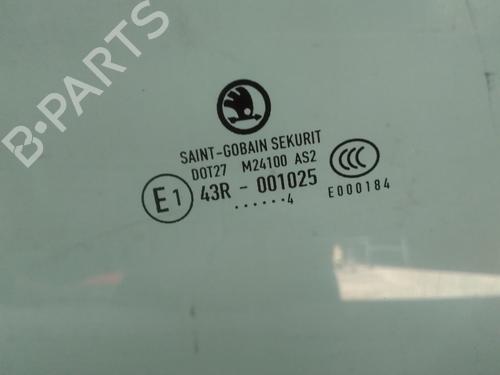 SAINT-GOBAIN SEKURIT
DOT27 M24100 AS2
E1 43R - 001025
......4
CCC
E000184
B-PARTS